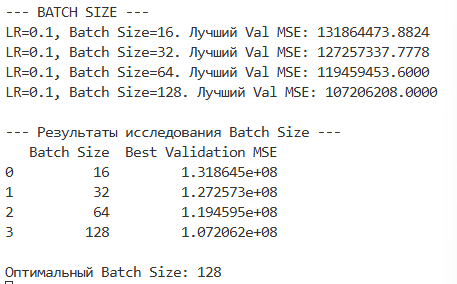 --- BATCH SIZE ---
LR=0.1, Batch Size=16. Лучший Val MSE: 131864473.8824
LR=0.1, Batch Size=32. Лучший Val MSE: 127257337.7778
LR=0.1, Batch Size=64. Лучший Val MSE: 119459453.6000
LR=0.1, Batch Size=128. Лучший Val MSE: 107206208.0000
--- Результаты исследования Batch Size ---
Batch Size Best Validation MSE
0 16 1.318645e+08
1 32 1.272573e+08
2 64 1.194595e+08
3 128 1.072062e+08
Оптимальный Batch Size: 128